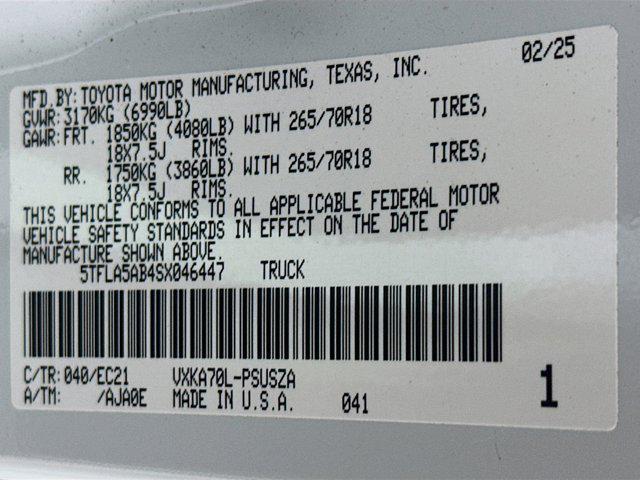 02/25
MFD.BY:TOYOTA MOTOR MANUFACTURING, TEXAS, INC.
GVWR:3170KG (6990LB)
GAWR:FRT. 1850KG (4080LB) WITH 265/70R18 TIRES,
18X7.5J RIMS.
RR. 1750KG (3860LB) WITH 265/70R18 TIRES,
18X7.5J RIMS.
THIS VEHICLE CONFORMS TO ALL APPLICABLE FEDERAL MOTOR
VEHICLE SAFETY STANDARDS IN EFFECT ON THE DATE OF
MANUFACTURE SHOWN ABOVE.
5TFLA5AB4SX046447 TRUCK
C/TR:040/EC21 VXKA70L-PSUSZA
A/TM: /AJA0E MADE IN U.S.A. 041
1